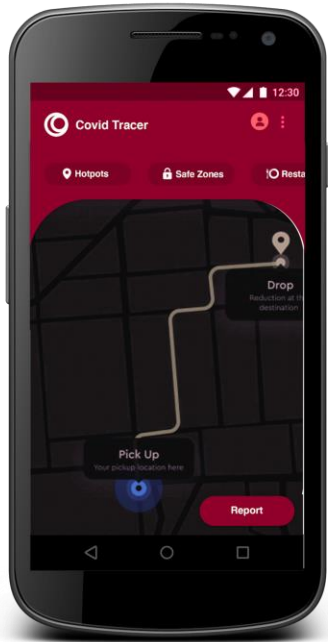 12:30
Covid Tracer
Hotpots
Safe Zones
Resta
Drop
Reduction at th
destination
Pick Up
Your pickup location here
Report